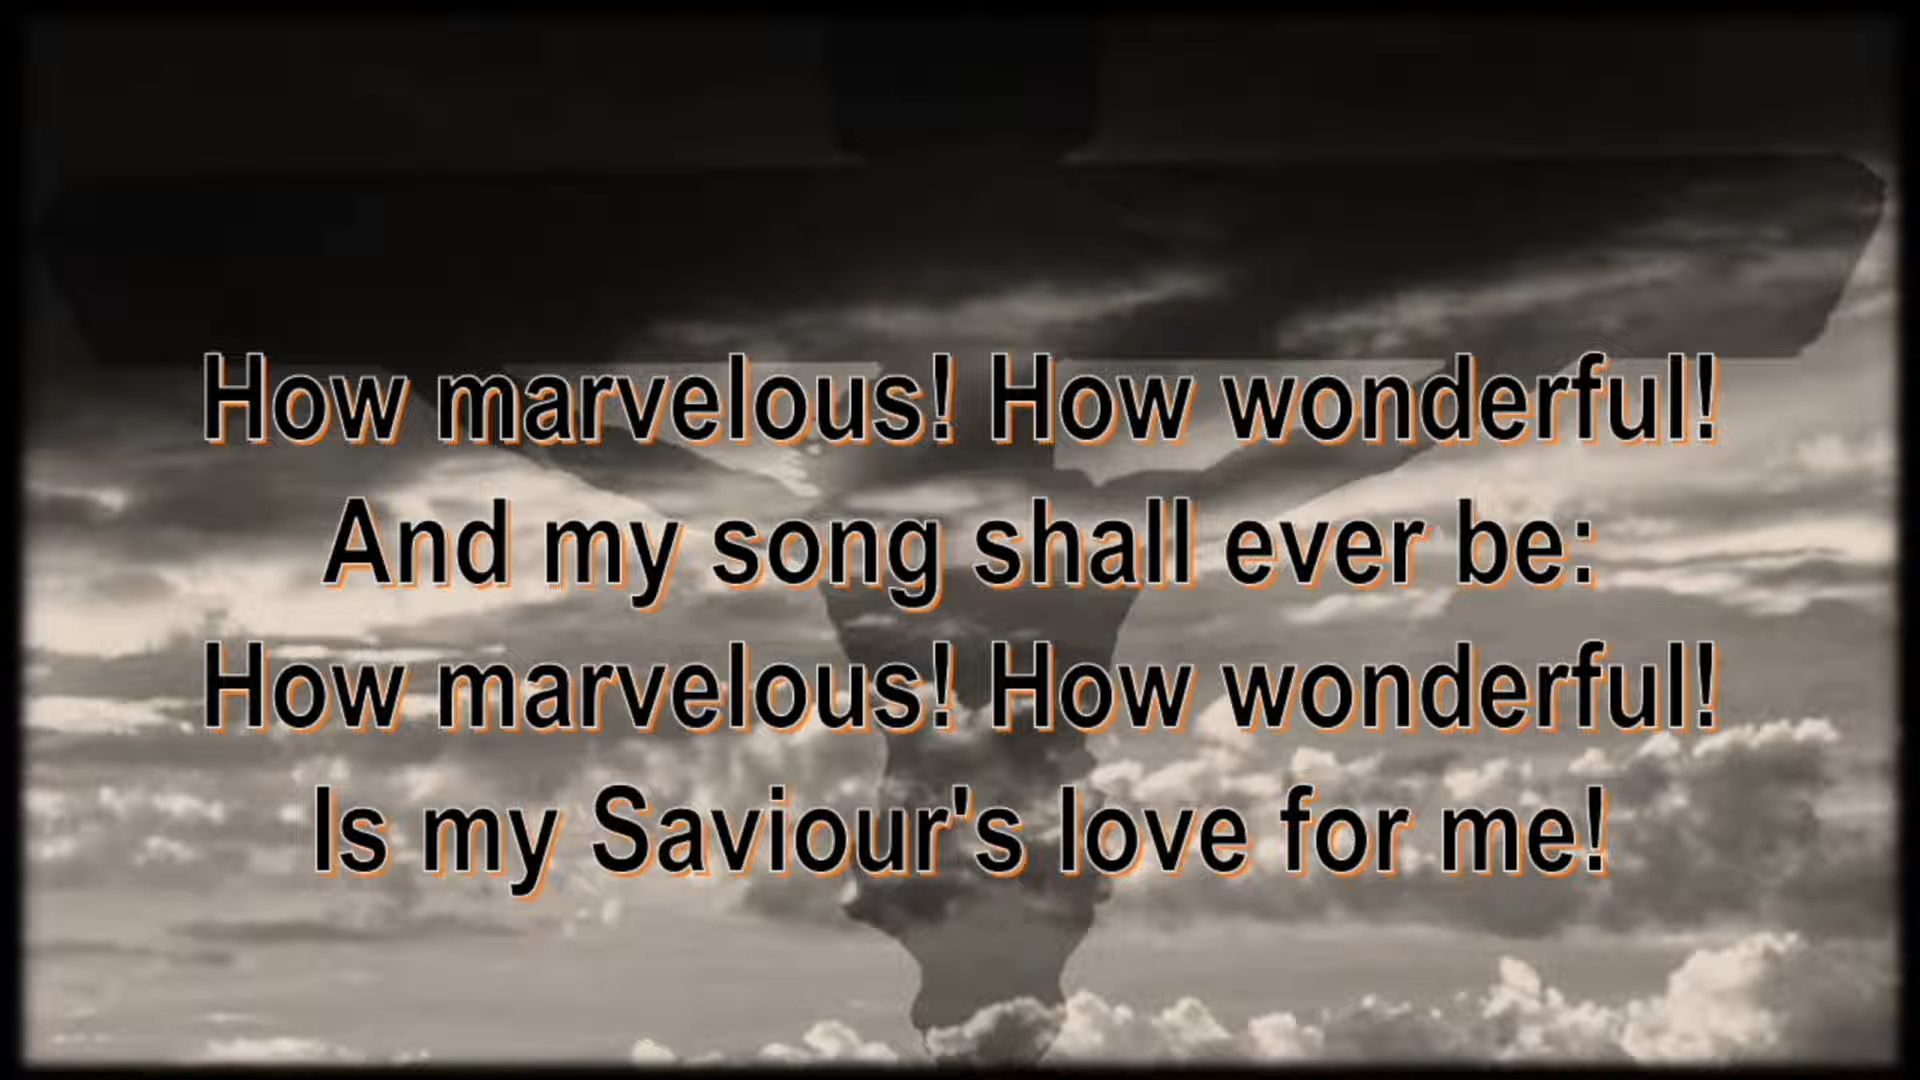 How marvelous! How wonderful!
And my song shall ever be:
How marvelous! How wonderful!
Is my Saviour's love for me!